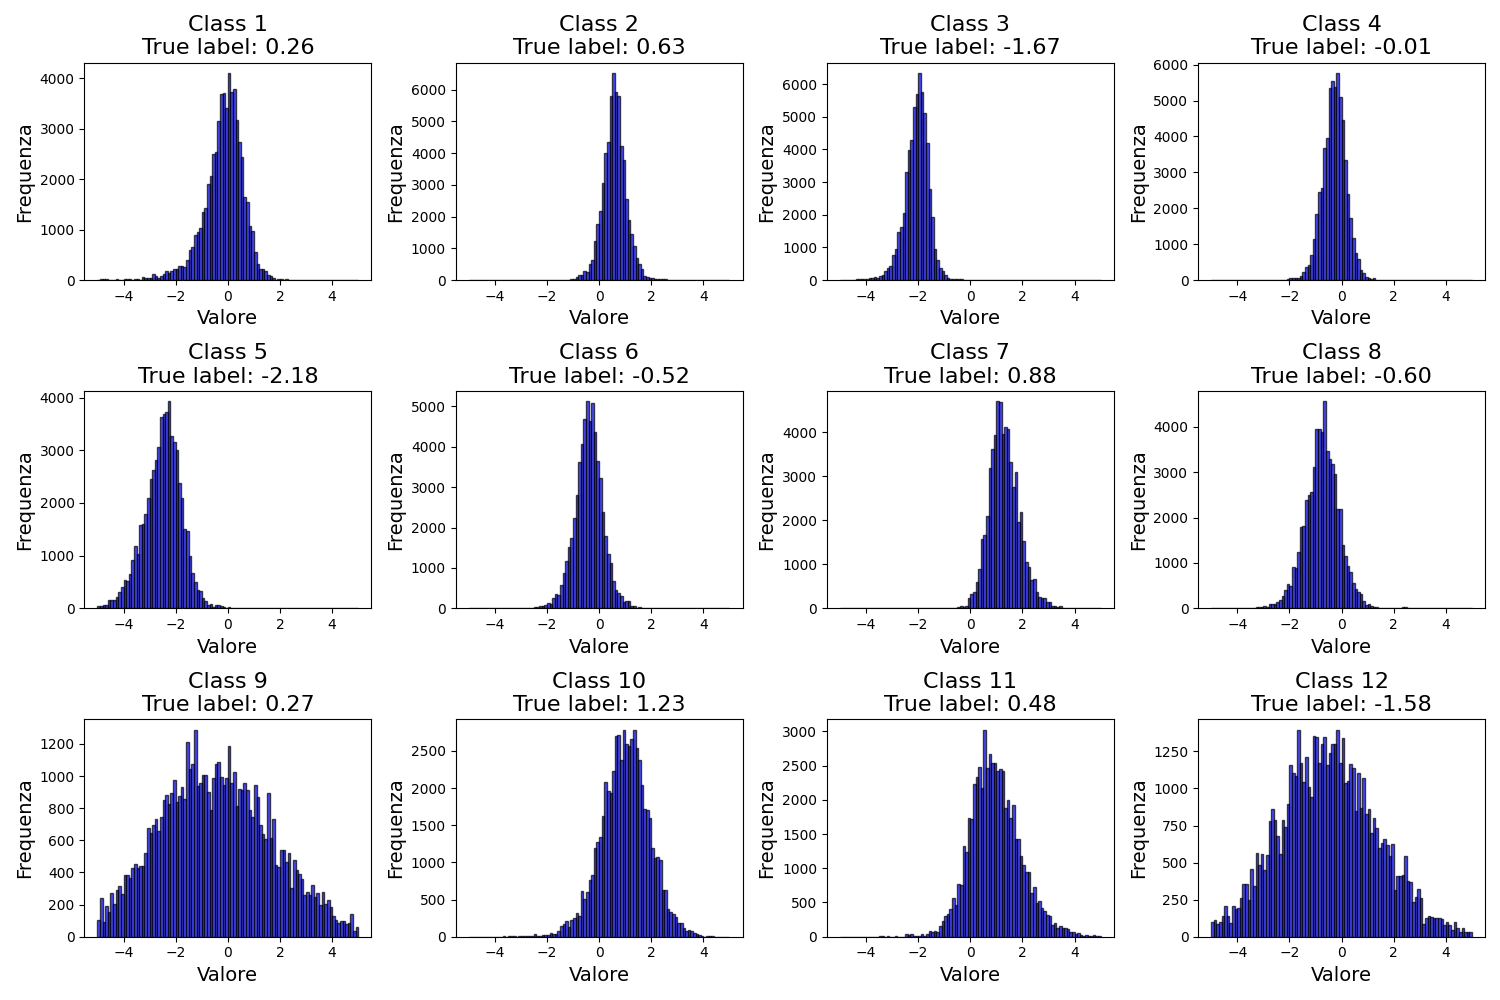 Class 1
True label: 0.26
Frequenza
4000
3000
2000
1000
0
−4 −2 0 2 4
Valore
Class 2
True label: 0.63
Frequenza
6000
5000
4000
3000
2000
1000
0
−4 −2 0 2 4
Valore
Class 3
True label: -1.67
Frequenza
6000
5000
4000
3000
2000
1000
0
−4 −2 0 2 4
Valore
Class 4
True label: -0.01
Frequenza
6000
5000
4000
3000
2000
1000
0
−4 −2 0 2 4
Valore
Class 5
True label: -2.18
Frequenza
4000
3000
2000
1000
0
−4 −2 0 2 4
Valore
Class 6
True label: -0.52
Frequenza
5000
4000
3000
2000
1000
0
−4 −2 0 2 4
Valore
Class 7
True label: 0.88
Frequenza
4000
3000
2000
1000
0
−4 −2 0 2 4
Valore
Class 8
True label: -0.60
Frequenza
4000
3000
2000
1000
0
−4 −2 0 2 4
Valore
Class 9
True label: 0.27
Frequenza
1200
1000
800
600
400
200
0
−4 −2 0 2 4
Valore
Class 10
True label: 1.23
Frequenza
2500
2000
1500
1000
500
0
−4 −2 0 2 4
Valore
Class 11
True label: 0.48
Frequenza
3000
2500
2000
1500
1000
500
0
−4 −2 0 2 4
Valore
Class 12
True label: -1.58
Frequenza
1250
1000
750
500
250
0
−4 −2 0 2 4
Valore